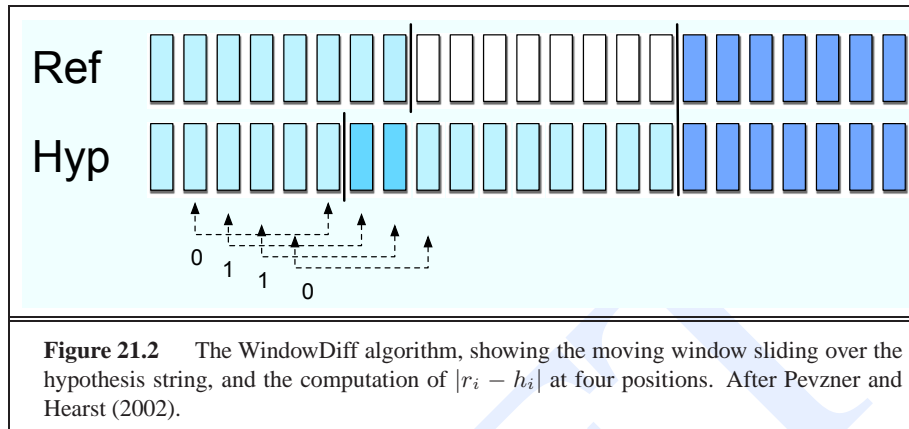 Ref
Hyp
0 1 1 0
Figure 21.2 The WindowDiff algorithm, showing the moving window sliding over the
hypothesis string, and the computation of |r_i − h_i| at four positions. After Pevzner and
Hearst (2002).